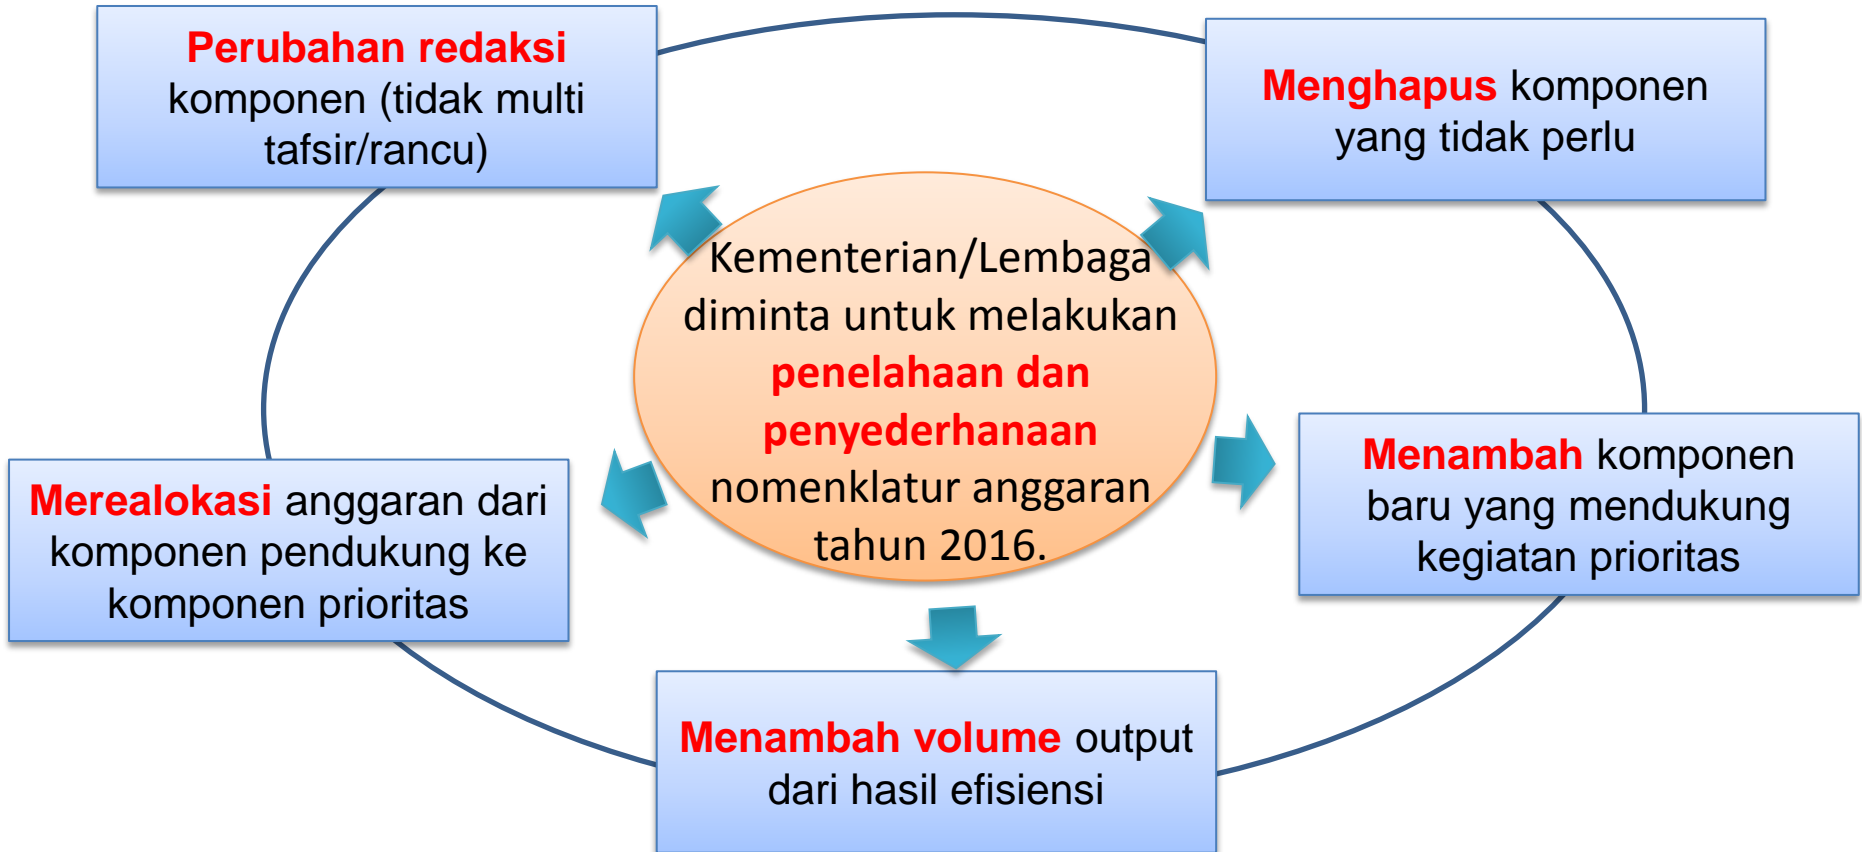 Perubahan redaksi
komponen (tidak multi
tafsir/rancu)
Menghapus komponen
yang tidak perlu
Kementerian/Lembaga
diminta untuk melakukan
penelahaan dan
penyederhanaan
nomenklatur anggaran
tahun 2016.
Merealokasi anggaran dari
komponen pendukung ke
komponen prioritas
Menambah komponen
baru yang mendukung
kegiatan prioritas
Menambah volume output
dari hasil efisiensi